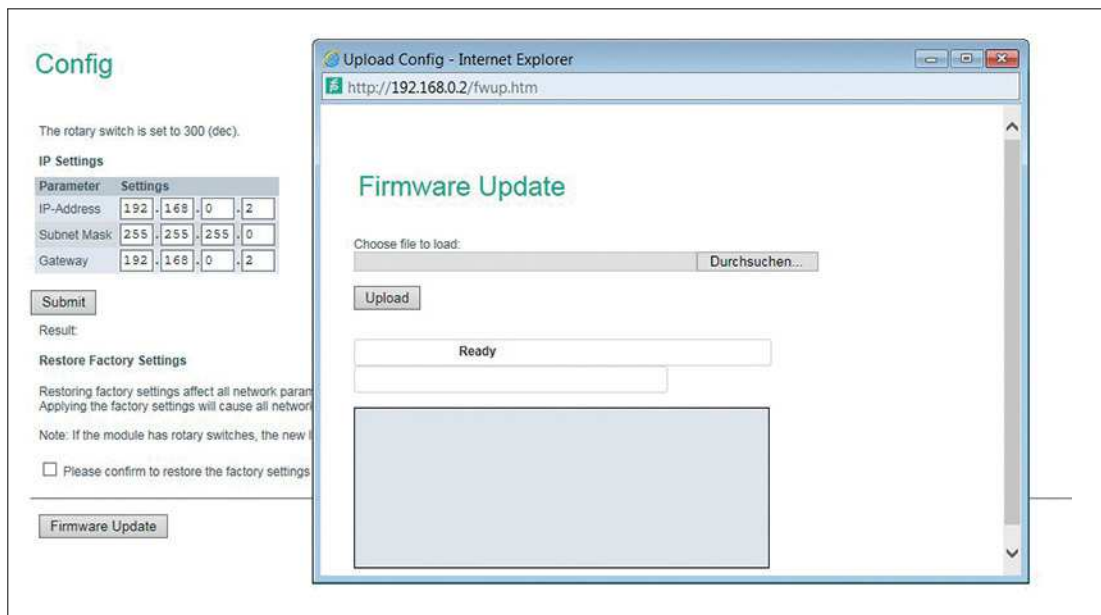 Config
The rotary switch is set to 300 (dec).
IP Settings
Parameter Settings
IP-Address 192.168.0.2
Subnet Mask 255.255.255.0
Gateway 192.168.0.2
Submit
Result:
Restore Factory Settings
Restoring factory settings affect all network param
Applying the factory settings will cause all network
Note: If the module has rotary switches, the new
Please confirm to restore the factory settings
Firmware Update
Upload Config - Internet Explorer
http://192.168.0.2/fwup.htm
Firmware Update
Choose file to load:
Durchsuchen...
Upload
Ready